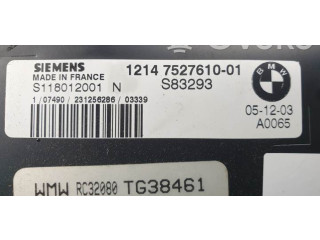 SIEMENS
MADE IN FRANCE
S118012001 N
1 / 07490 / 231256286 / 03339
1214 7527610-01
S83293
BMW
05-12-03
A0065
WMW RC32080 TG38461